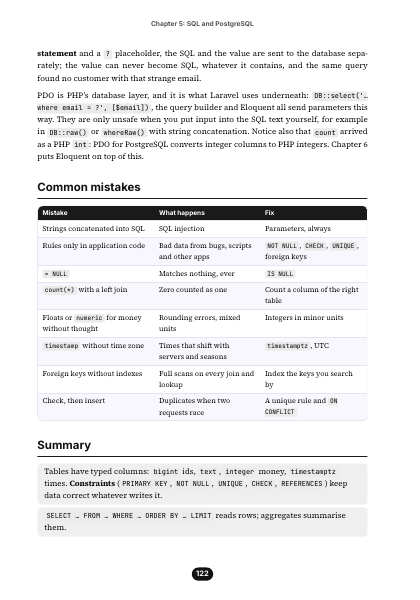 Chapter 5: SQL and PostgreSQL
statement and a ? placeholder, the SQL and the value are sent to the database sepa-
rately; the value can never become SQL, whatever it contains, and the same query
found no customer with that strange email.
PDO is PHP's database layer, and it is what Laravel uses underneath: DB::select('…
where email = ?', [$email]), the query builder and Eloquent all send parameters this
way. They are only unsafe when you put input into the SQL text yourself, for example
in DB::raw() or whereRaw() with string concatenation. Notice also that count arrived
as a PHP int: PDO for PostgreSQL converts integer columns to PHP integers. Chapter 6
puts Eloquent on top of this.
Common mistakes
Mistake What happens Fix
Strings concatenated into SQL SQL injection Parameters, always
Rules only in application code Bad data from bugs, scripts NOT NULL, CHECK, UNIQUE,
and other apps foreign keys
= NULL Matches nothing, ever IS NULL
count(*) with a left join Zero counted as one Count a column of the right
table
Floats or numeric for money Rounding errors, mixed Integers in minor units
without thought units
timestamp without time zone Times that shift with timestamptz, UTC
servers and seasons
Foreign keys without indexes Full scans on every join and Index the keys you search
lookup by
Check, then insert Duplicates when two A unique rule and ON
requests race CONFLICT
Summary
Tables have typed columns: bigint ids, text, integer money, timestamptz
times. Constraints (PRIMARY KEY, NOT NULL, UNIQUE, CHECK, REFERENCES) keep
data correct whatever writes it.
SELECT … FROM … WHERE … ORDER BY … LIMIT reads rows; aggregates summarise
them.
122